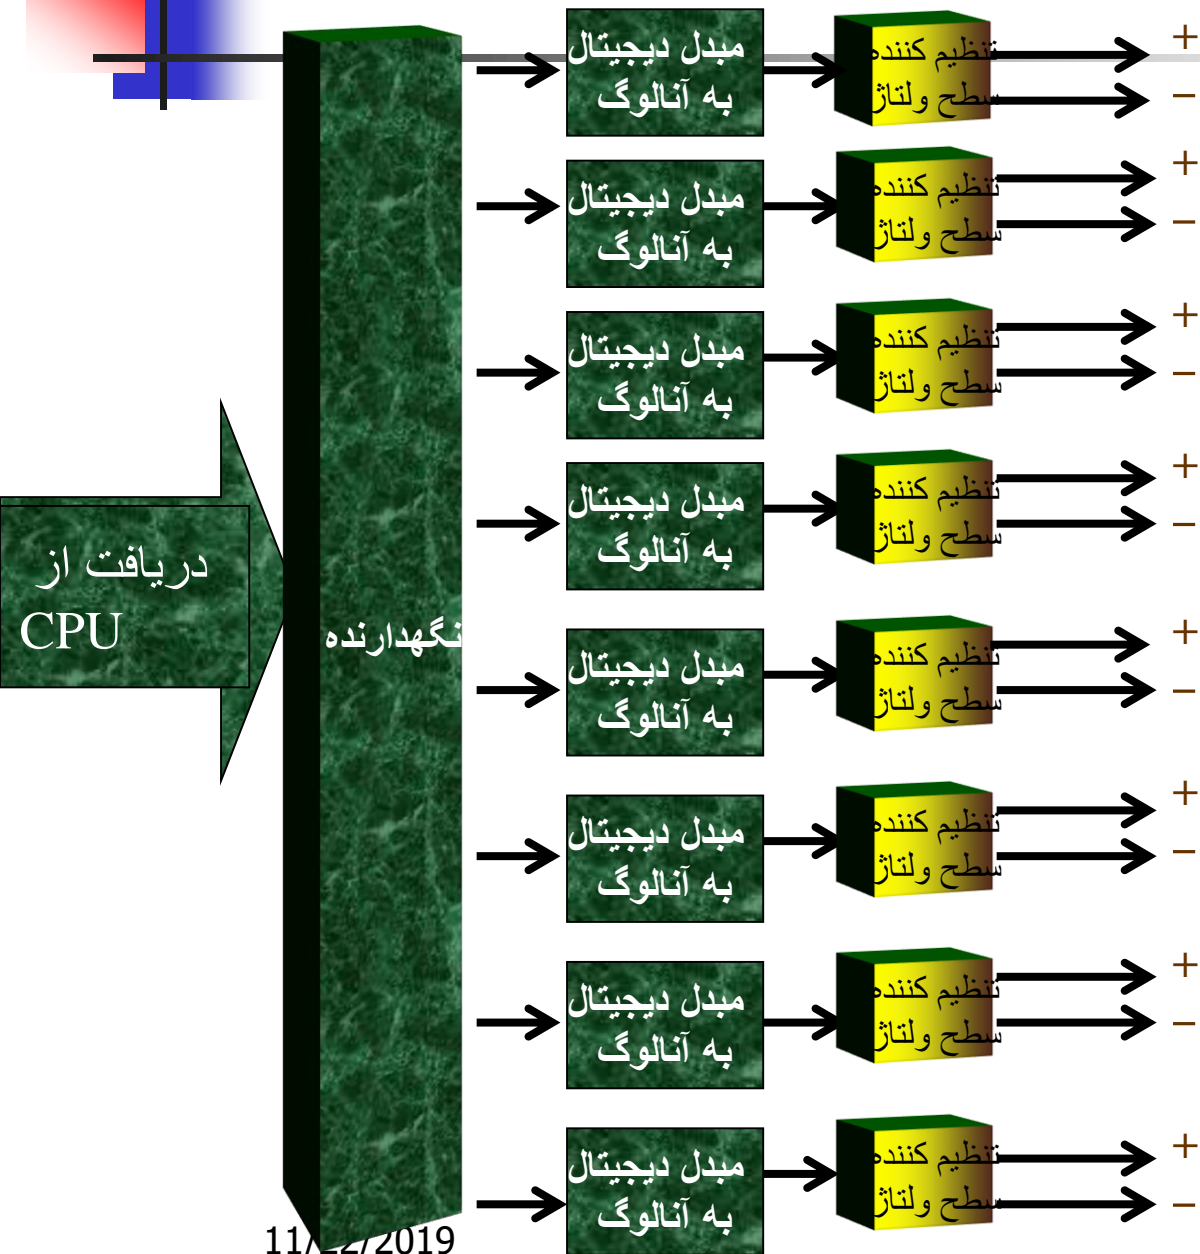 مبدل دیجیتال
به آنالوگ
تنظیم کننده
سطح ولتاژ
+
−
مبدل دیجیتال
به آنالوگ
تنظیم کننده
سطح ولتاژ
+
−
مبدل دیجیتال
به آنالوگ
تنظیم کننده
سطح ولتاژ
+
−
مبدل دیجیتال
به آنالوگ
تنظیم کننده
سطح ولتاژ
+
−
دریافت از
CPU
نگهدارنده
مبدل دیجیتال
به آنالوگ
تنظیم کننده
سطح ولتاژ
+
−
مبدل دیجیتال
به آنالوگ
تنظیم کننده
سطح ولتاژ
+
−
مبدل دیجیتال
به آنالوگ
تنظیم کننده
سطح ولتاژ
+
−
مبدل دیجیتال
به آنالوگ
تنظیم کننده
سطح ولتاژ
+
−
11/22/2019